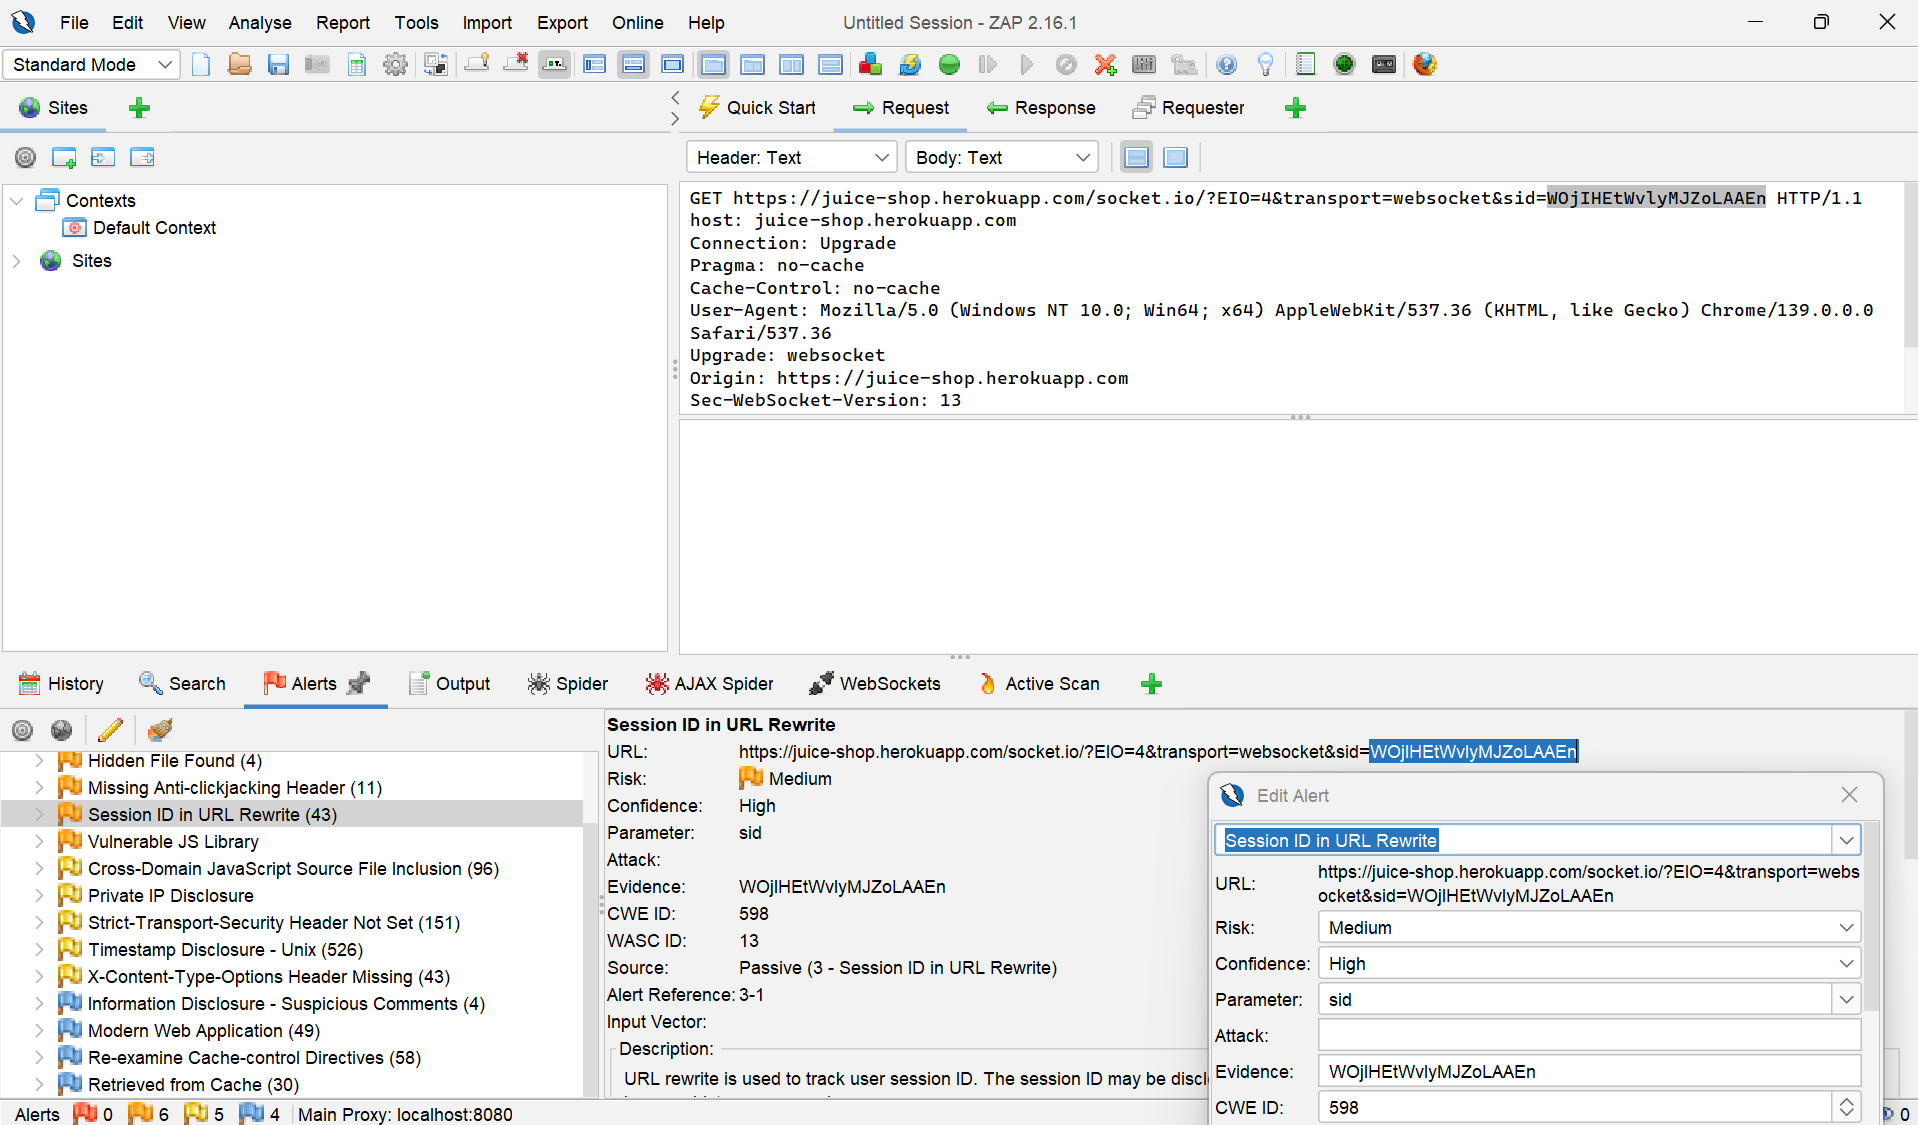 File Edit View Analyse Report Tools Import Export Online Help
Untitled Session - ZAP 2.16.1
Standard Mode
Sites
Quick Start Request Response Requester
Header: Text Body: Text
Contexts
Default Context
Sites
GET https://juice-shop.herokuapp.com/socket.io/?EIO=4&transport=websocket&sid=WOjIHEtWvlyMJZoLAAEn HTTP/1.1
host: juice-shop.herokuapp.com
Connection: Upgrade
Pragma: no-cache
Cache-Control: no-cache
User-Agent: Mozilla/5.0 (Windows NT 10.0; Win64; x64) AppleWebKit/537.36 (KHTML, like Gecko) Chrome/139.0.0.0
Safari/537.36
Upgrade: websocket
Origin: https://juice-shop.herokuapp.com
Sec-WebSocket-Version: 13
History Search Alerts Output Spider AJAX Spider WebSockets Active Scan
Hidden File Found (4)
Missing Anti-clickjacking Header (11)
Session ID in URL Rewrite (43)
Vulnerable JS Library
Cross-Domain JavaScript Source File Inclusion (96)
Private IP Disclosure
Strict-Transport-Security Header Not Set (151)
Timestamp Disclosure - Unix (526)
X-Content-Type-Options Header Missing (43)
Information Disclosure - Suspicious Comments (4)
Modern Web Application (49)
Re-examine Cache-control Directives (58)
Retrieved from Cache (30)
Session ID in URL Rewrite
URL: https://juice-shop.herokuapp.com/socket.io/?EIO=4&transport=websocket&sid=WOjIHEtWvlyMJZoLAAEn
Risk: Medium
Confidence: High
Parameter: sid
Attack:
Evidence: WOjIHEtWvlyMJZoLAAEn
CWE ID: 598
WASC ID: 13
Source: Passive (3 - Session ID in URL Rewrite)
Alert Reference: 3-1
Input Vector:
Description:
URL rewrite is used to track user session ID. The session ID may be discl
Edit Alert
Session ID in URL Rewrite
URL: https://juice-shop.herokuapp.com/socket.io/?EIO=4&transport=webs
ocket&sid=WOjIHEtWvlyMJZoLAAEn
Risk: Medium
Confidence: High
Parameter: sid
Attack:
Evidence: WOjIHEtWvlyMJZoLAAEn
CWE ID: 598
Alerts 0 6 5 4 Main Proxy: localhost:8080
0